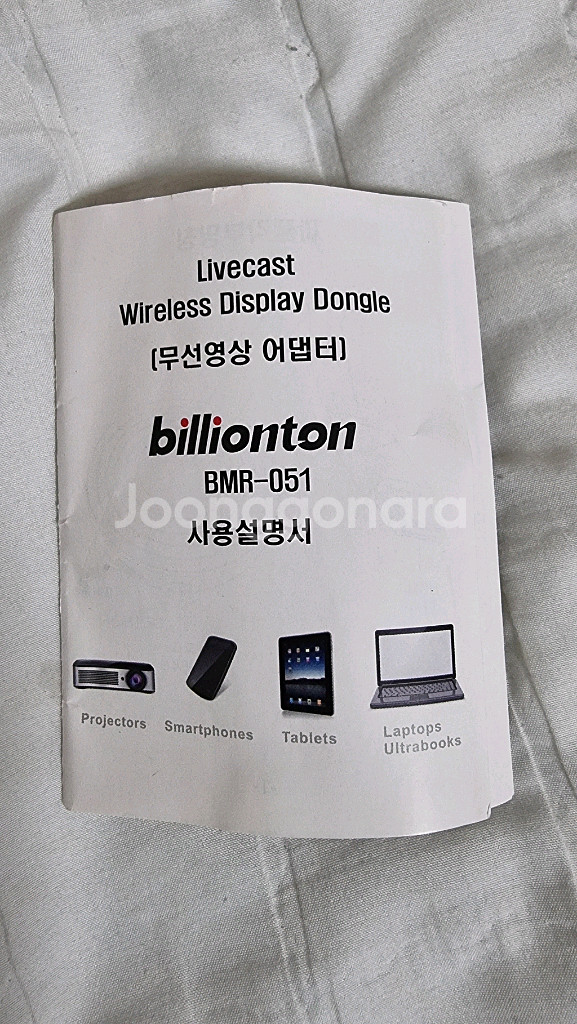 Livecast
Wireless Display Dongle
(무선영상 어댑터)
billionton
BMR-051
Joonggonara
사용설명서
Projectors
Smartphones
Tablets
Laptops
Ultrabooks